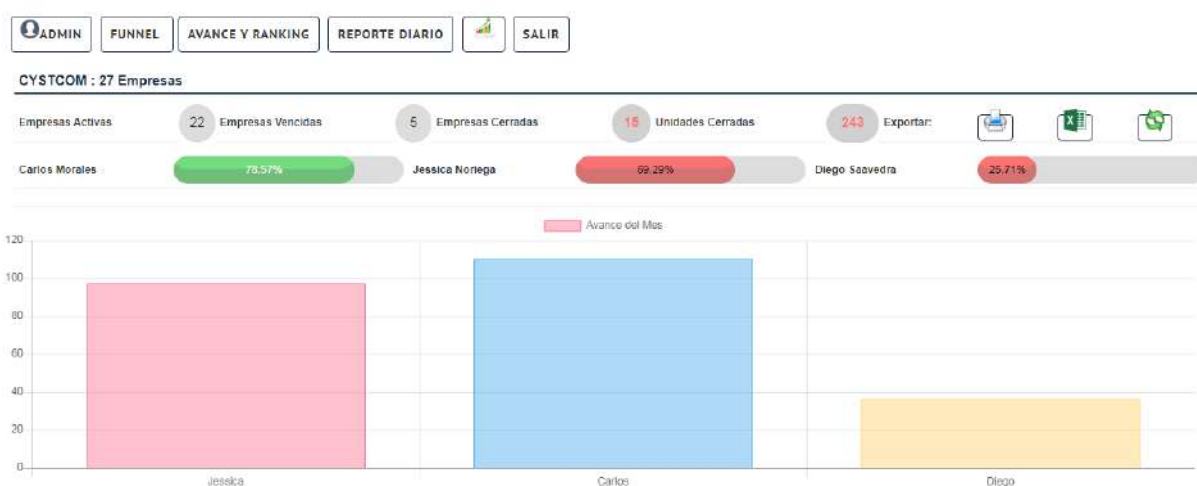 ADMIN FUNNEL AVANCE Y RANKING REPORTE DIARIO SALIR
CYSTCOM : 27 Empresas
Empresas Activas 22 Empresas Vencidas 5 Empresas Cerradas 15 Unidades Cerradas 243 Exportar:
Carlos Morales 78.57% Jessica Noriega 69.29% Diego Saavedra 25.71%
Avance del Mes
120
100
80
60
40
20
0
Jessica Carlos Diego